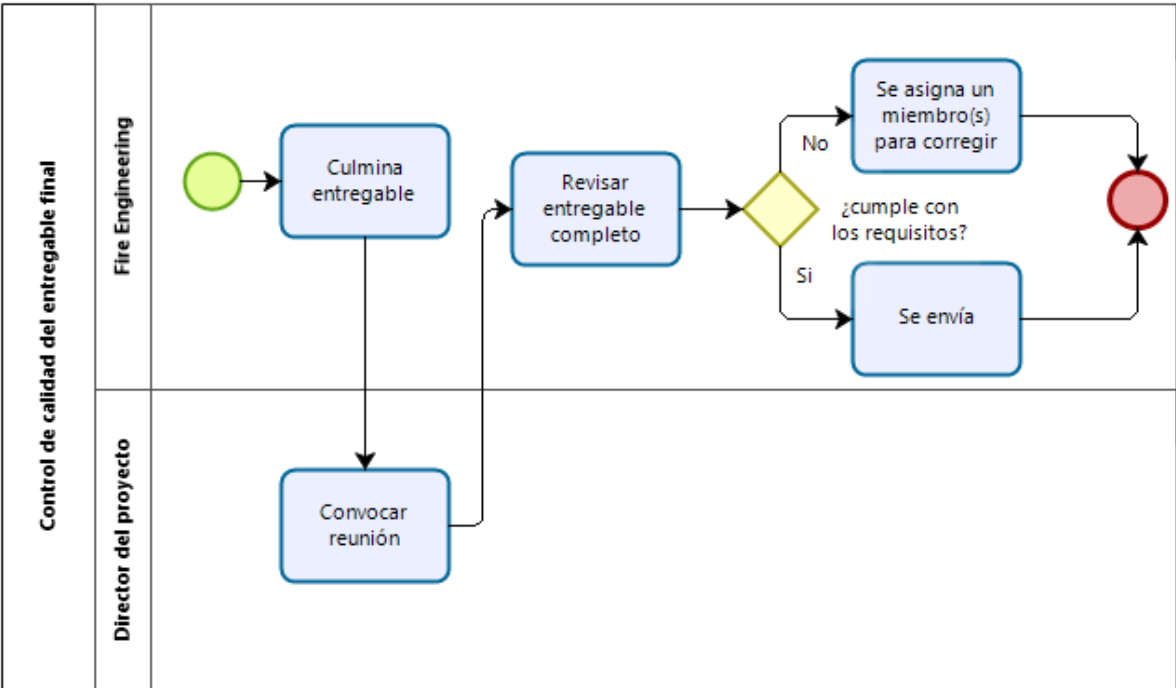 Control de calidad del entregable final
Fire Engineering
Culmina
entregable
Revisar
entregable
completo
No
Se asigna un
miembro(s)
para corregir
¿cumple con
los requisitos?
Si
Se envía
Director del proyecto
Convocar
reunión